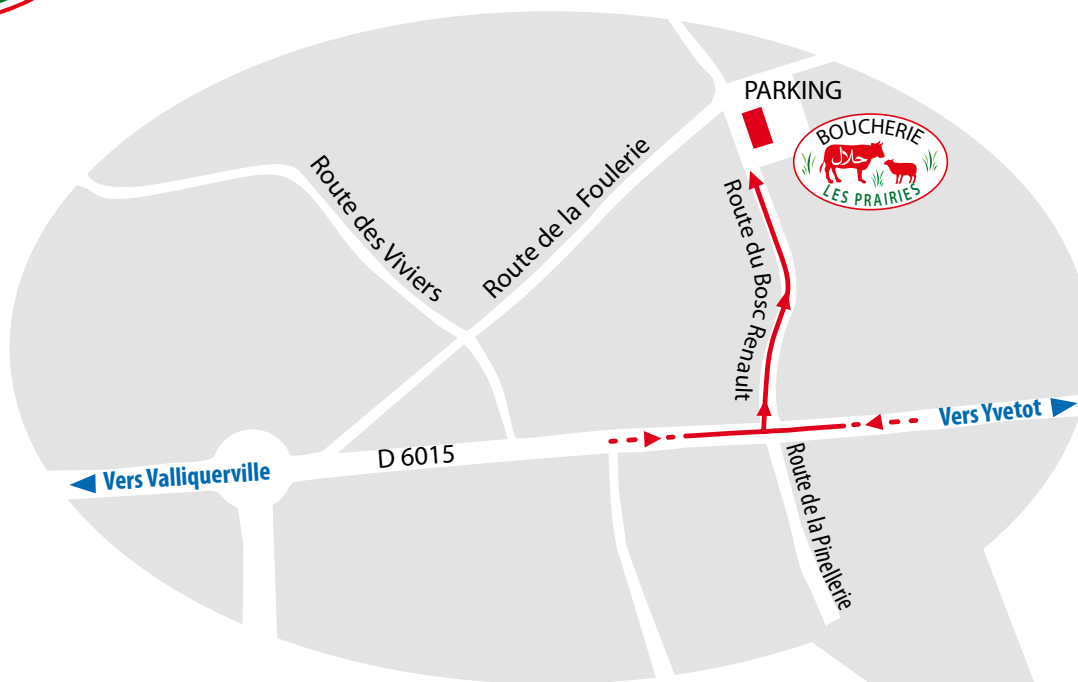 PARKING
BOUCHERIE
حلال
LES PRAIRIES
Route des Viviers
Route de la Foulerie
Route du Bosc Renault
Vers Yvetot
D 6015
Vers Valliquerville
Route de la Pinellerie